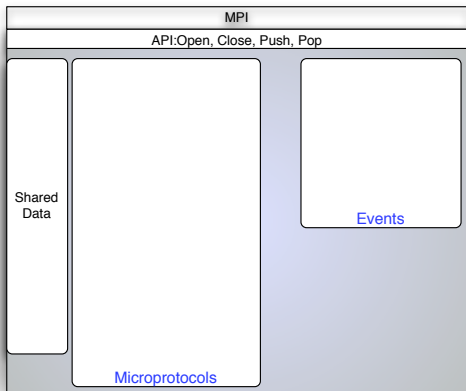 MPI
API:Open, Close, Push, Pop
Shared
Data
Events
Microprotocols